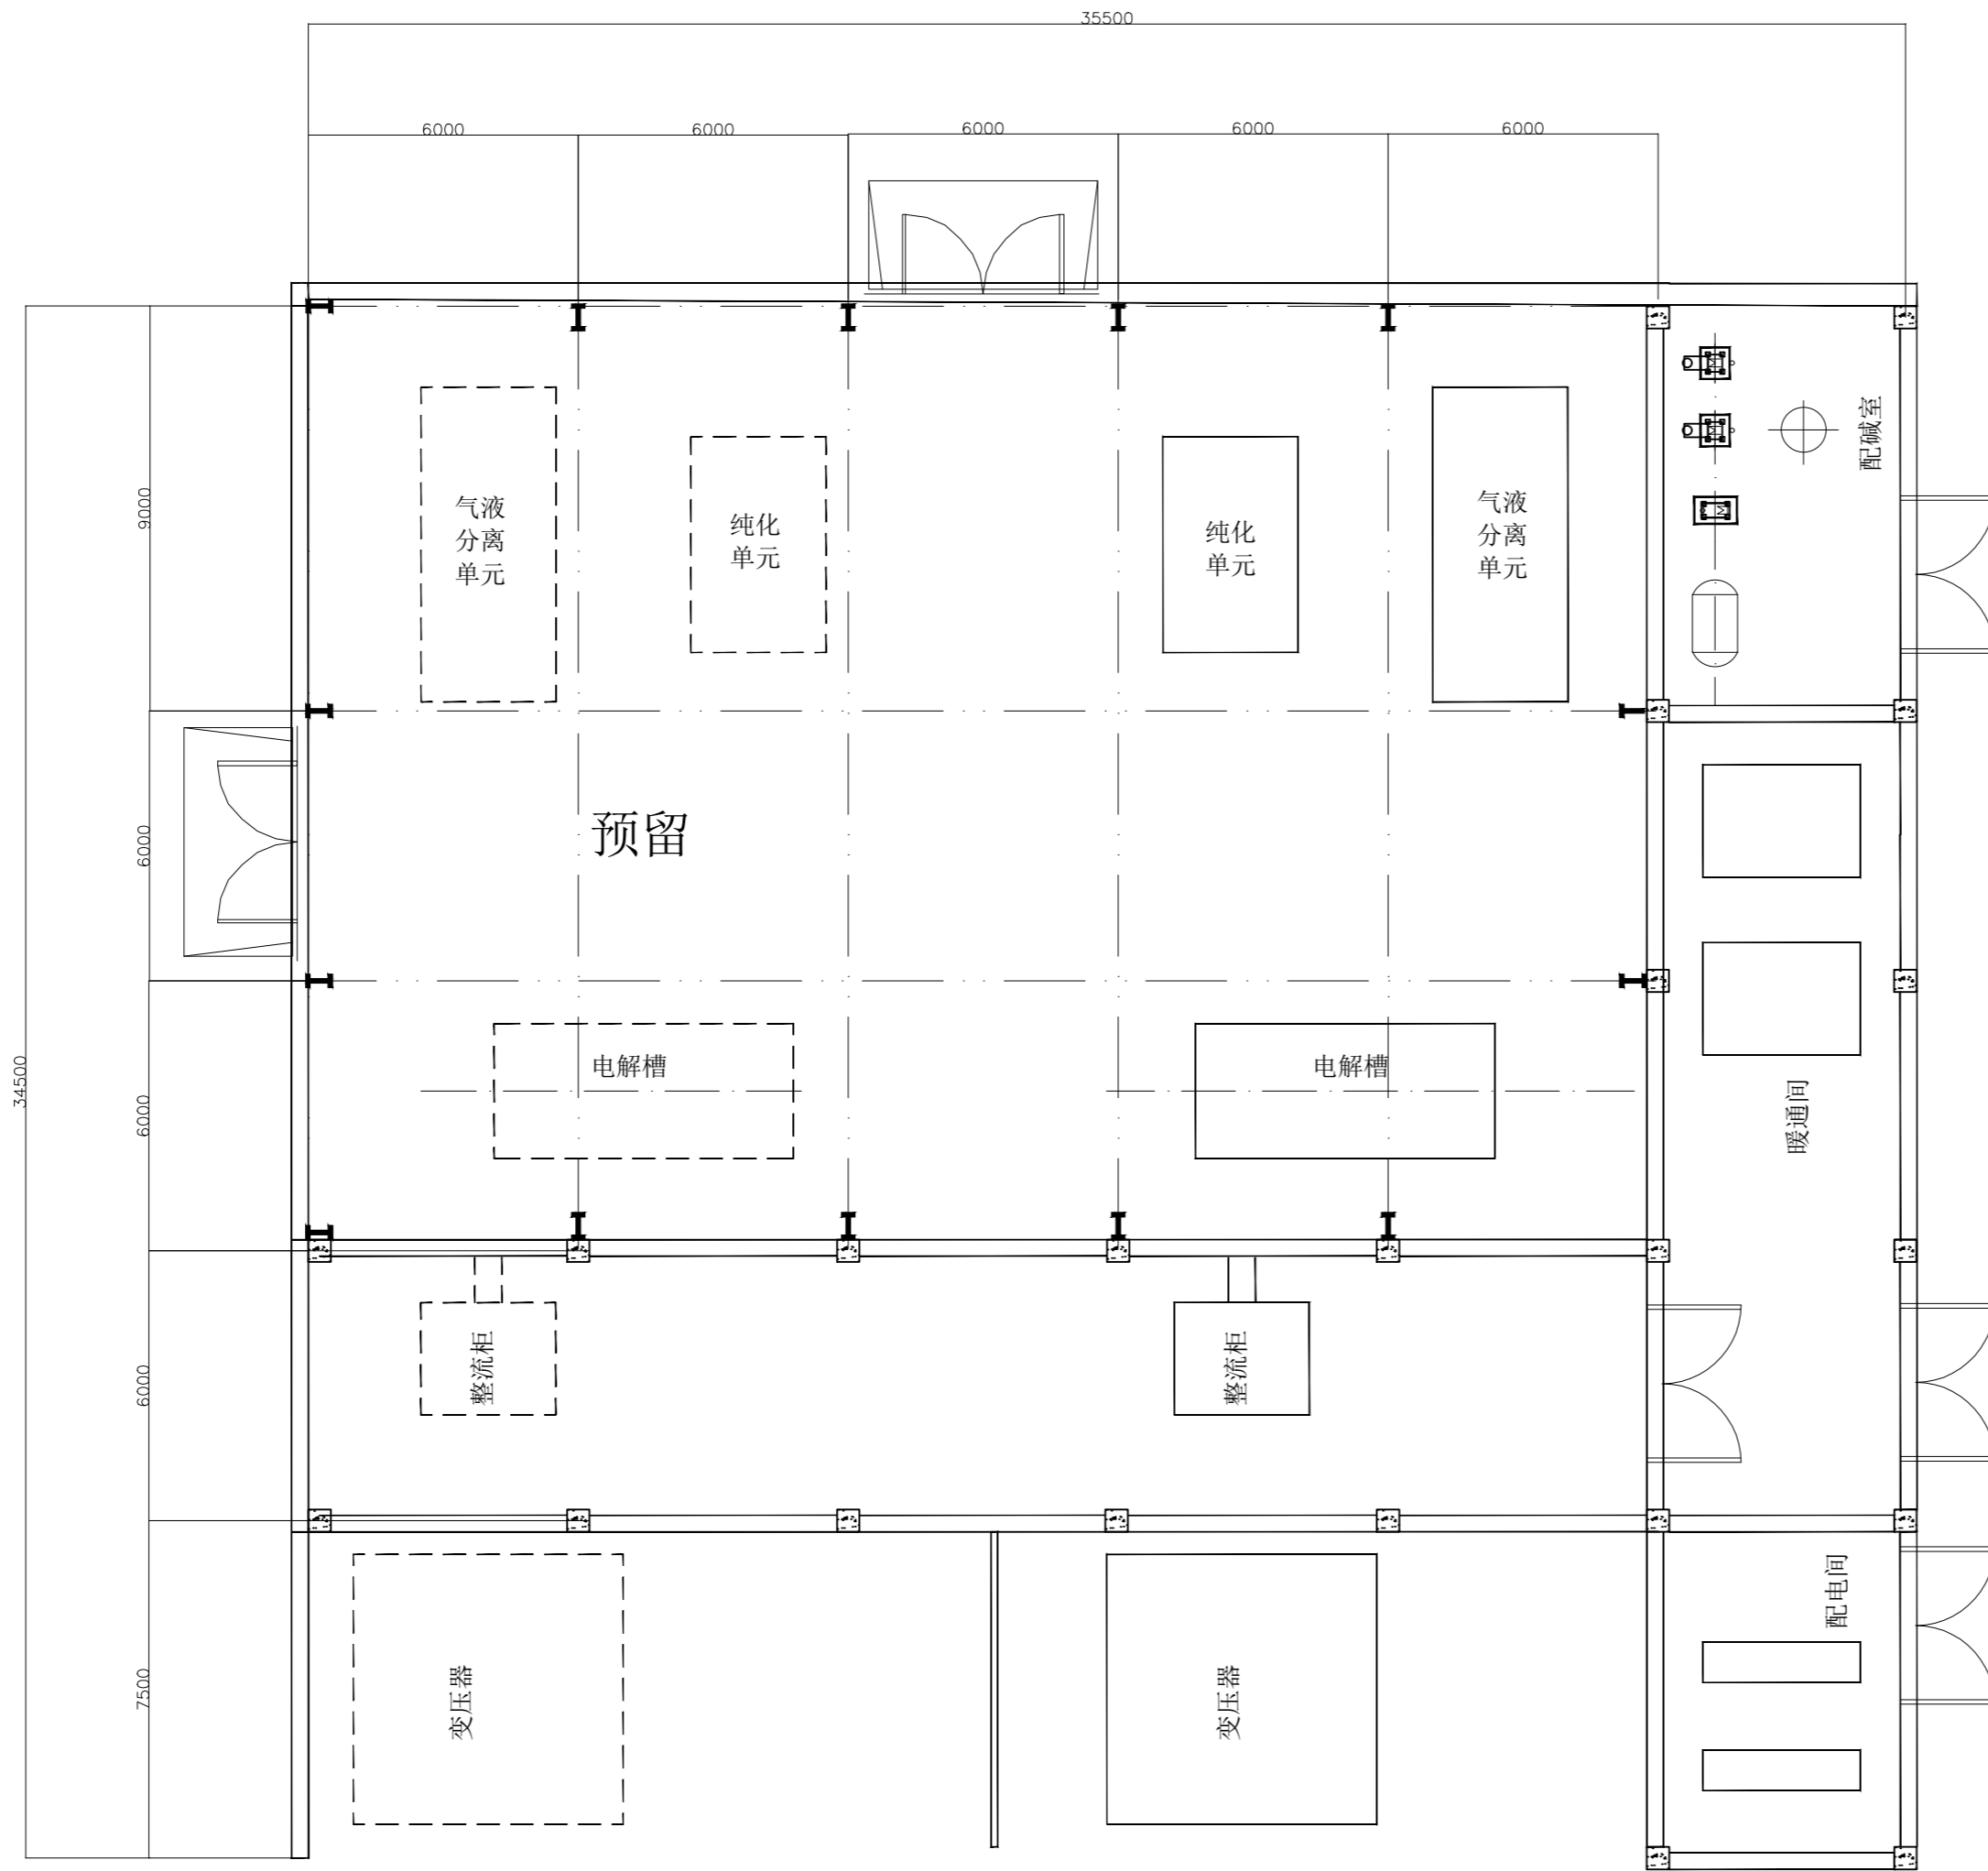 35500
6000
6000
6000
6000
6000
9000
6000
34500
6000
6000
7500
气液
分离
单元
纯化
单元
纯化
单元
气液
分离
单元
配碱室
预留
电解槽
电解槽
暖通间
整流柜
整流柜
变压器
变压器
配电间